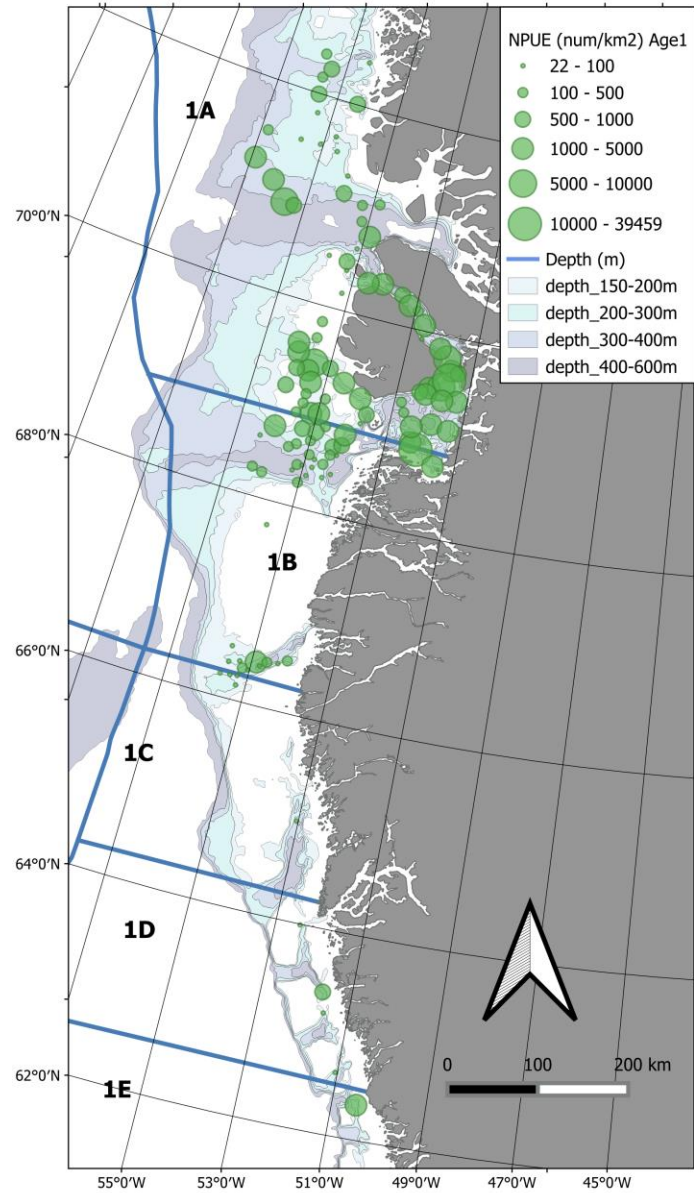 NPUE (num/km2) Age1
22 - 100
100 - 500
500 - 1000
1000 - 5000
5000 - 10000
10000 - 39459
Depth (m)
depth_150-200m
depth_200-300m
depth_300-400m
depth_400-600m
1A
70°0'N
68°0'N
1B
66°0'N
1C
64°0'N
1D
0 100 200 km
62°0'N
1E
55°0'W 53°0'W 51°0'W 49°0'W 47°0'W 45°0'W